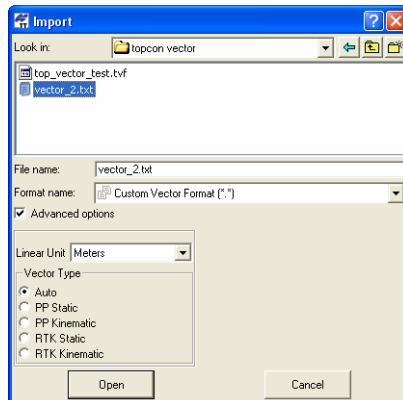 Import
Look in: topcon vector
top_vector_test.tvf
vector_2.txt
File name: vector_2.txt
Format name: Custom Vector Format (*.*)
Advanced options
Linear Unit Meters
Vector Type
Auto
PP Static
PP Kinematic
RTK Static
RTK Kinematic
Open Cancel